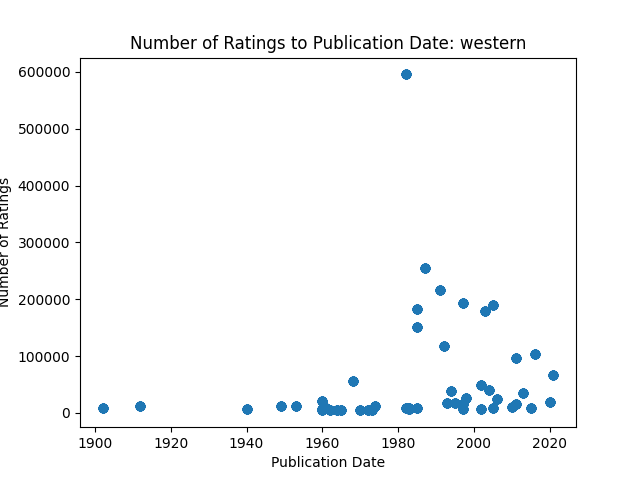 Number of Ratings to Publication Date: western
600000
500000
400000
300000
200000
100000
0
Number of Ratings
1900 1920 1940 1960 1980 2000 2020
Publication Date